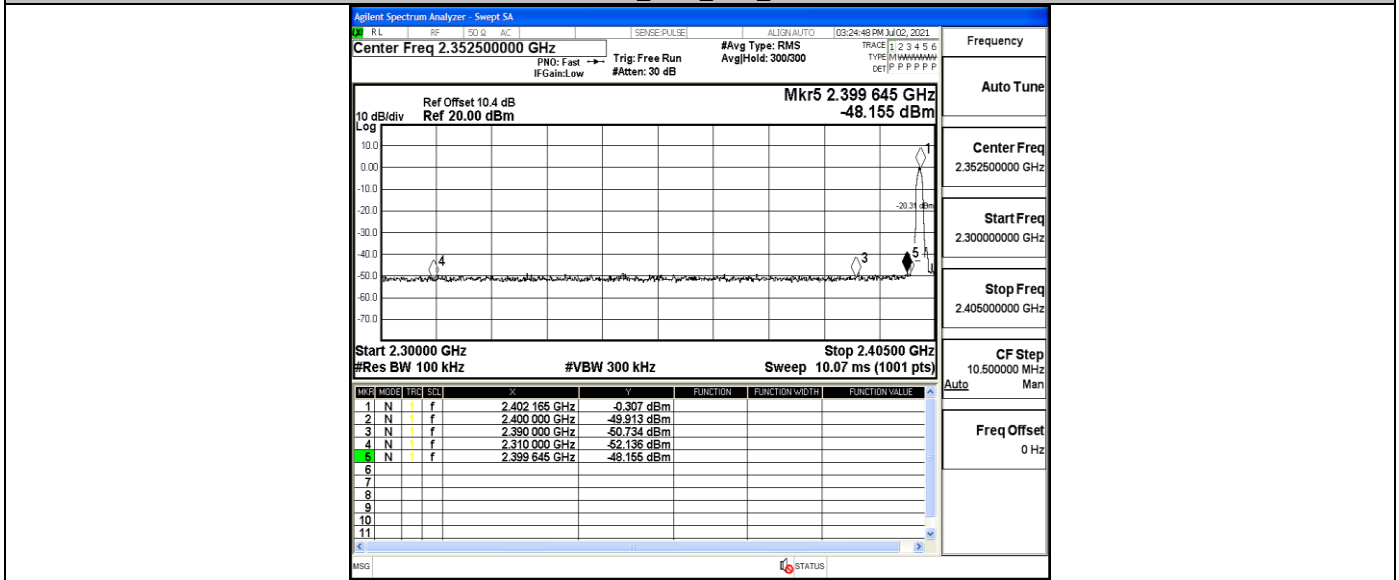 Agilent Spectrum Analyzer - Swept SA
RL RF 50 Ω AC SENSE:PULSE ALIGN AUTO 03:24:48 PM Jul 02, 2021
Center Freq 2.352500000 GHz
PNO: Fast
IFGain:Low
Trig: Free Run
#Atten: 30 dB
#Avg Type: RMS
Avg|Hold: 300/300
TRACE 1 2 3 4 5 6
TYPE M WWWWW
DET P P P P P P
Ref Offset 10.4 dB
10 dB/div Ref 20.00 dBm
Log
Mkr5 2.399 645 GHz
-48.155 dBm
10.0
0.00
-10.0
-20.0
-30.0
-40.0
-50.0
-60.0
-70.0
1
-20.31 dBm
4
3
5
Start 2.30000 GHz Stop 2.40500 GHz
#Res BW 100 kHz #VBW 300 kHz Sweep 10.07 ms (1001 pts)
MKR MODE TRC SCL X Y FUNCTION FUNCTION WIDTH FUNCTION VALUE
1 N 1 f 2.402 165 GHz -0.307 dBm
2 N 1 f 2.400 000 GHz -49.913 dBm
3 N 1 f 2.390 000 GHz -50.734 dBm
4 N 1 f 2.310 000 GHz -52.136 dBm
5 N 1 f 2.399 645 GHz -48.155 dBm
6
7
8
9
10
11
MSG STATUS
Frequency
Auto Tune
Center Freq
2.352500000 GHz
Start Freq
2.300000000 GHz
Stop Freq
2.405000000 GHz
CF Step
10.500000 MHz
Auto Man
Freq Offset
0 Hz